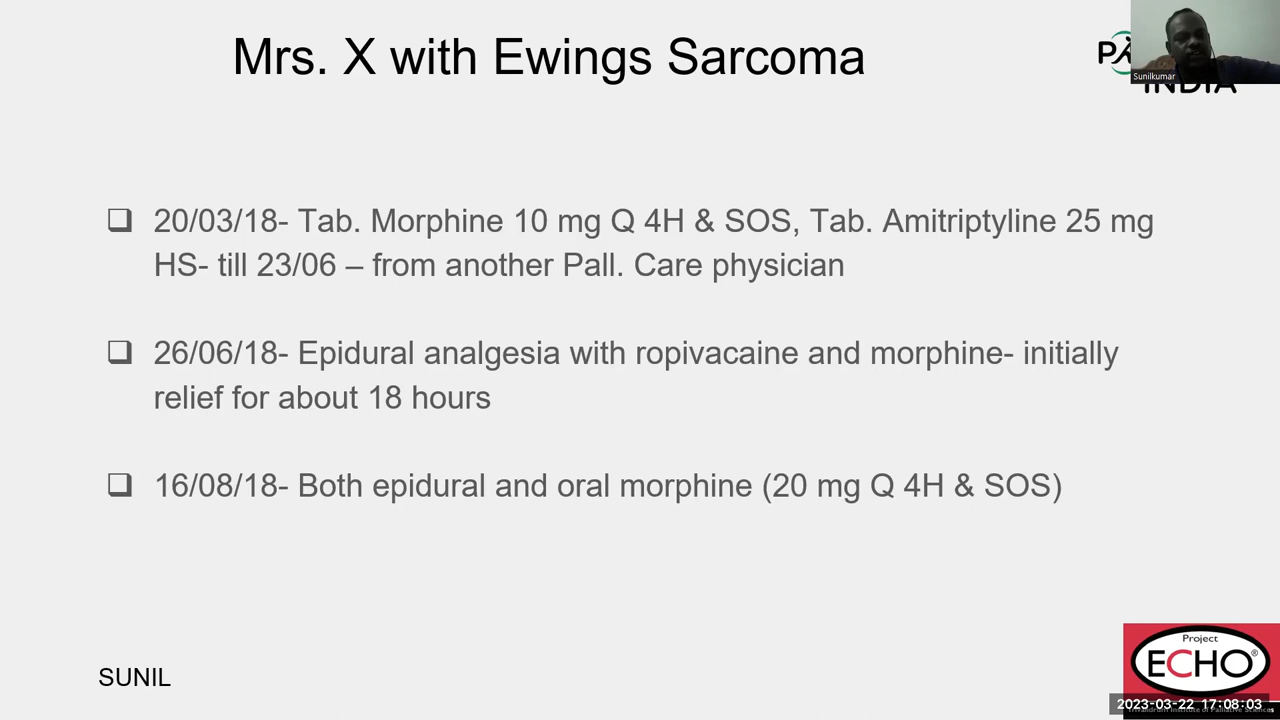 Mrs. X with Ewings Sarcoma
Sunilkumar
INDIA
20/03/18- Tab. Morphine 10 mg Q 4H & SOS, Tab. Amitriptyline 25 mg
HS- till 23/06 – from another Pall. Care physician
26/06/18- Epidural analgesia with ropivacaine and morphine- initially
relief for about 18 hours
16/08/18- Both epidural and oral morphine (20 mg Q 4H & SOS)
SUNIL
Project
ECHO®
2023-03-22 17:08:03